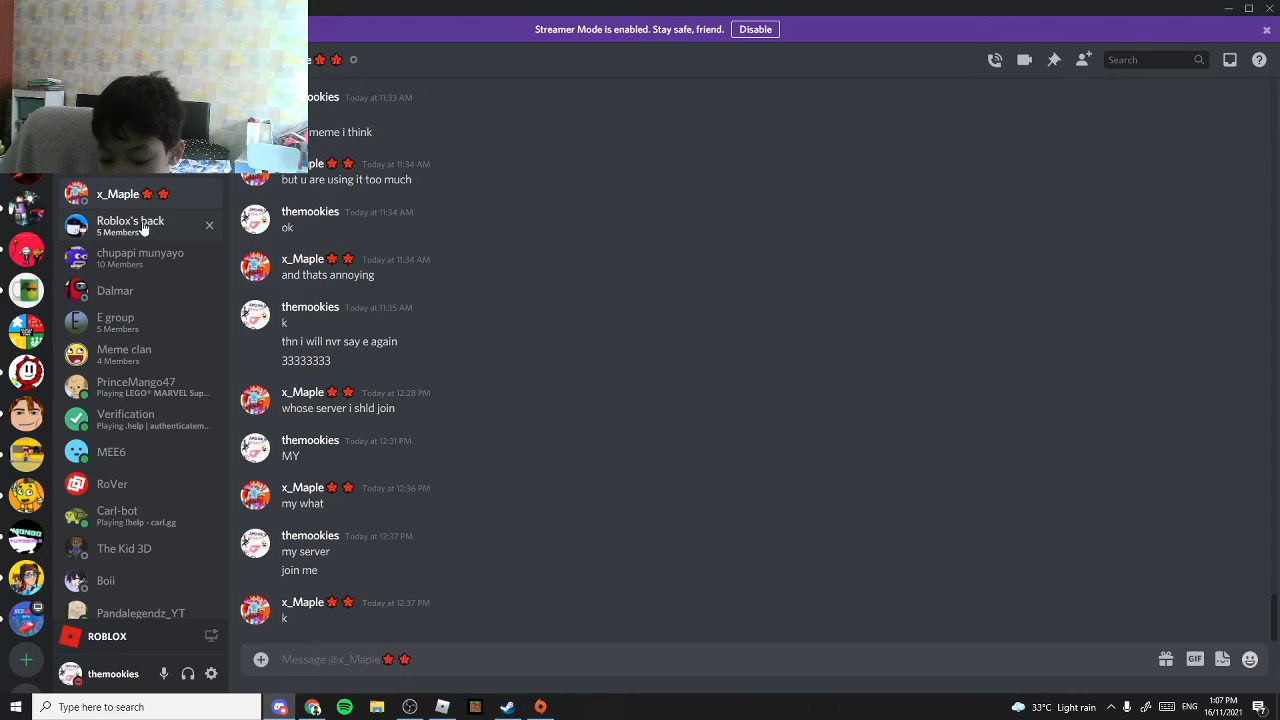 Streamer Mode is enabled. Stay safe, friend. Disable
Search
Today at 11:33 AM
meme i think
Today at 11:34 AM
but u are using it too much
themookies Today at 11:34 AM
ok
x_Maple Today at 11:34 AM
and thats annoying
themookies Today at 11:35 AM
k
thn i will nvr say e again
33333333
x_Maple Today at 12:28 PM
whose server i shld join
themookies Today at 12:31 PM
MY
x_Maple Today at 12:36 PM
my what
themookies Today at 12:37 PM
my server
join me
x_Maple Today at 12:37 PM
k
Message @x_Maple
GIF
x_Maple
Roblox's back
5 Members
chupapi munyayo
10 Members
Dalmar
E group
5 Members
Meme clan
4 Members
PrinceMango47
Playing LEGO® MARVEL Sup...
Verification
Playing .help | authenticatem...
MEE6
RoVer
Carl-bot
Playing !help - carl.gg
The Kid 3D
Boii
Pandalegendz_YT
ROBLOX
themookies
Type here to search
33°C Light rain
ENG
1:07 PM
16/11/2021